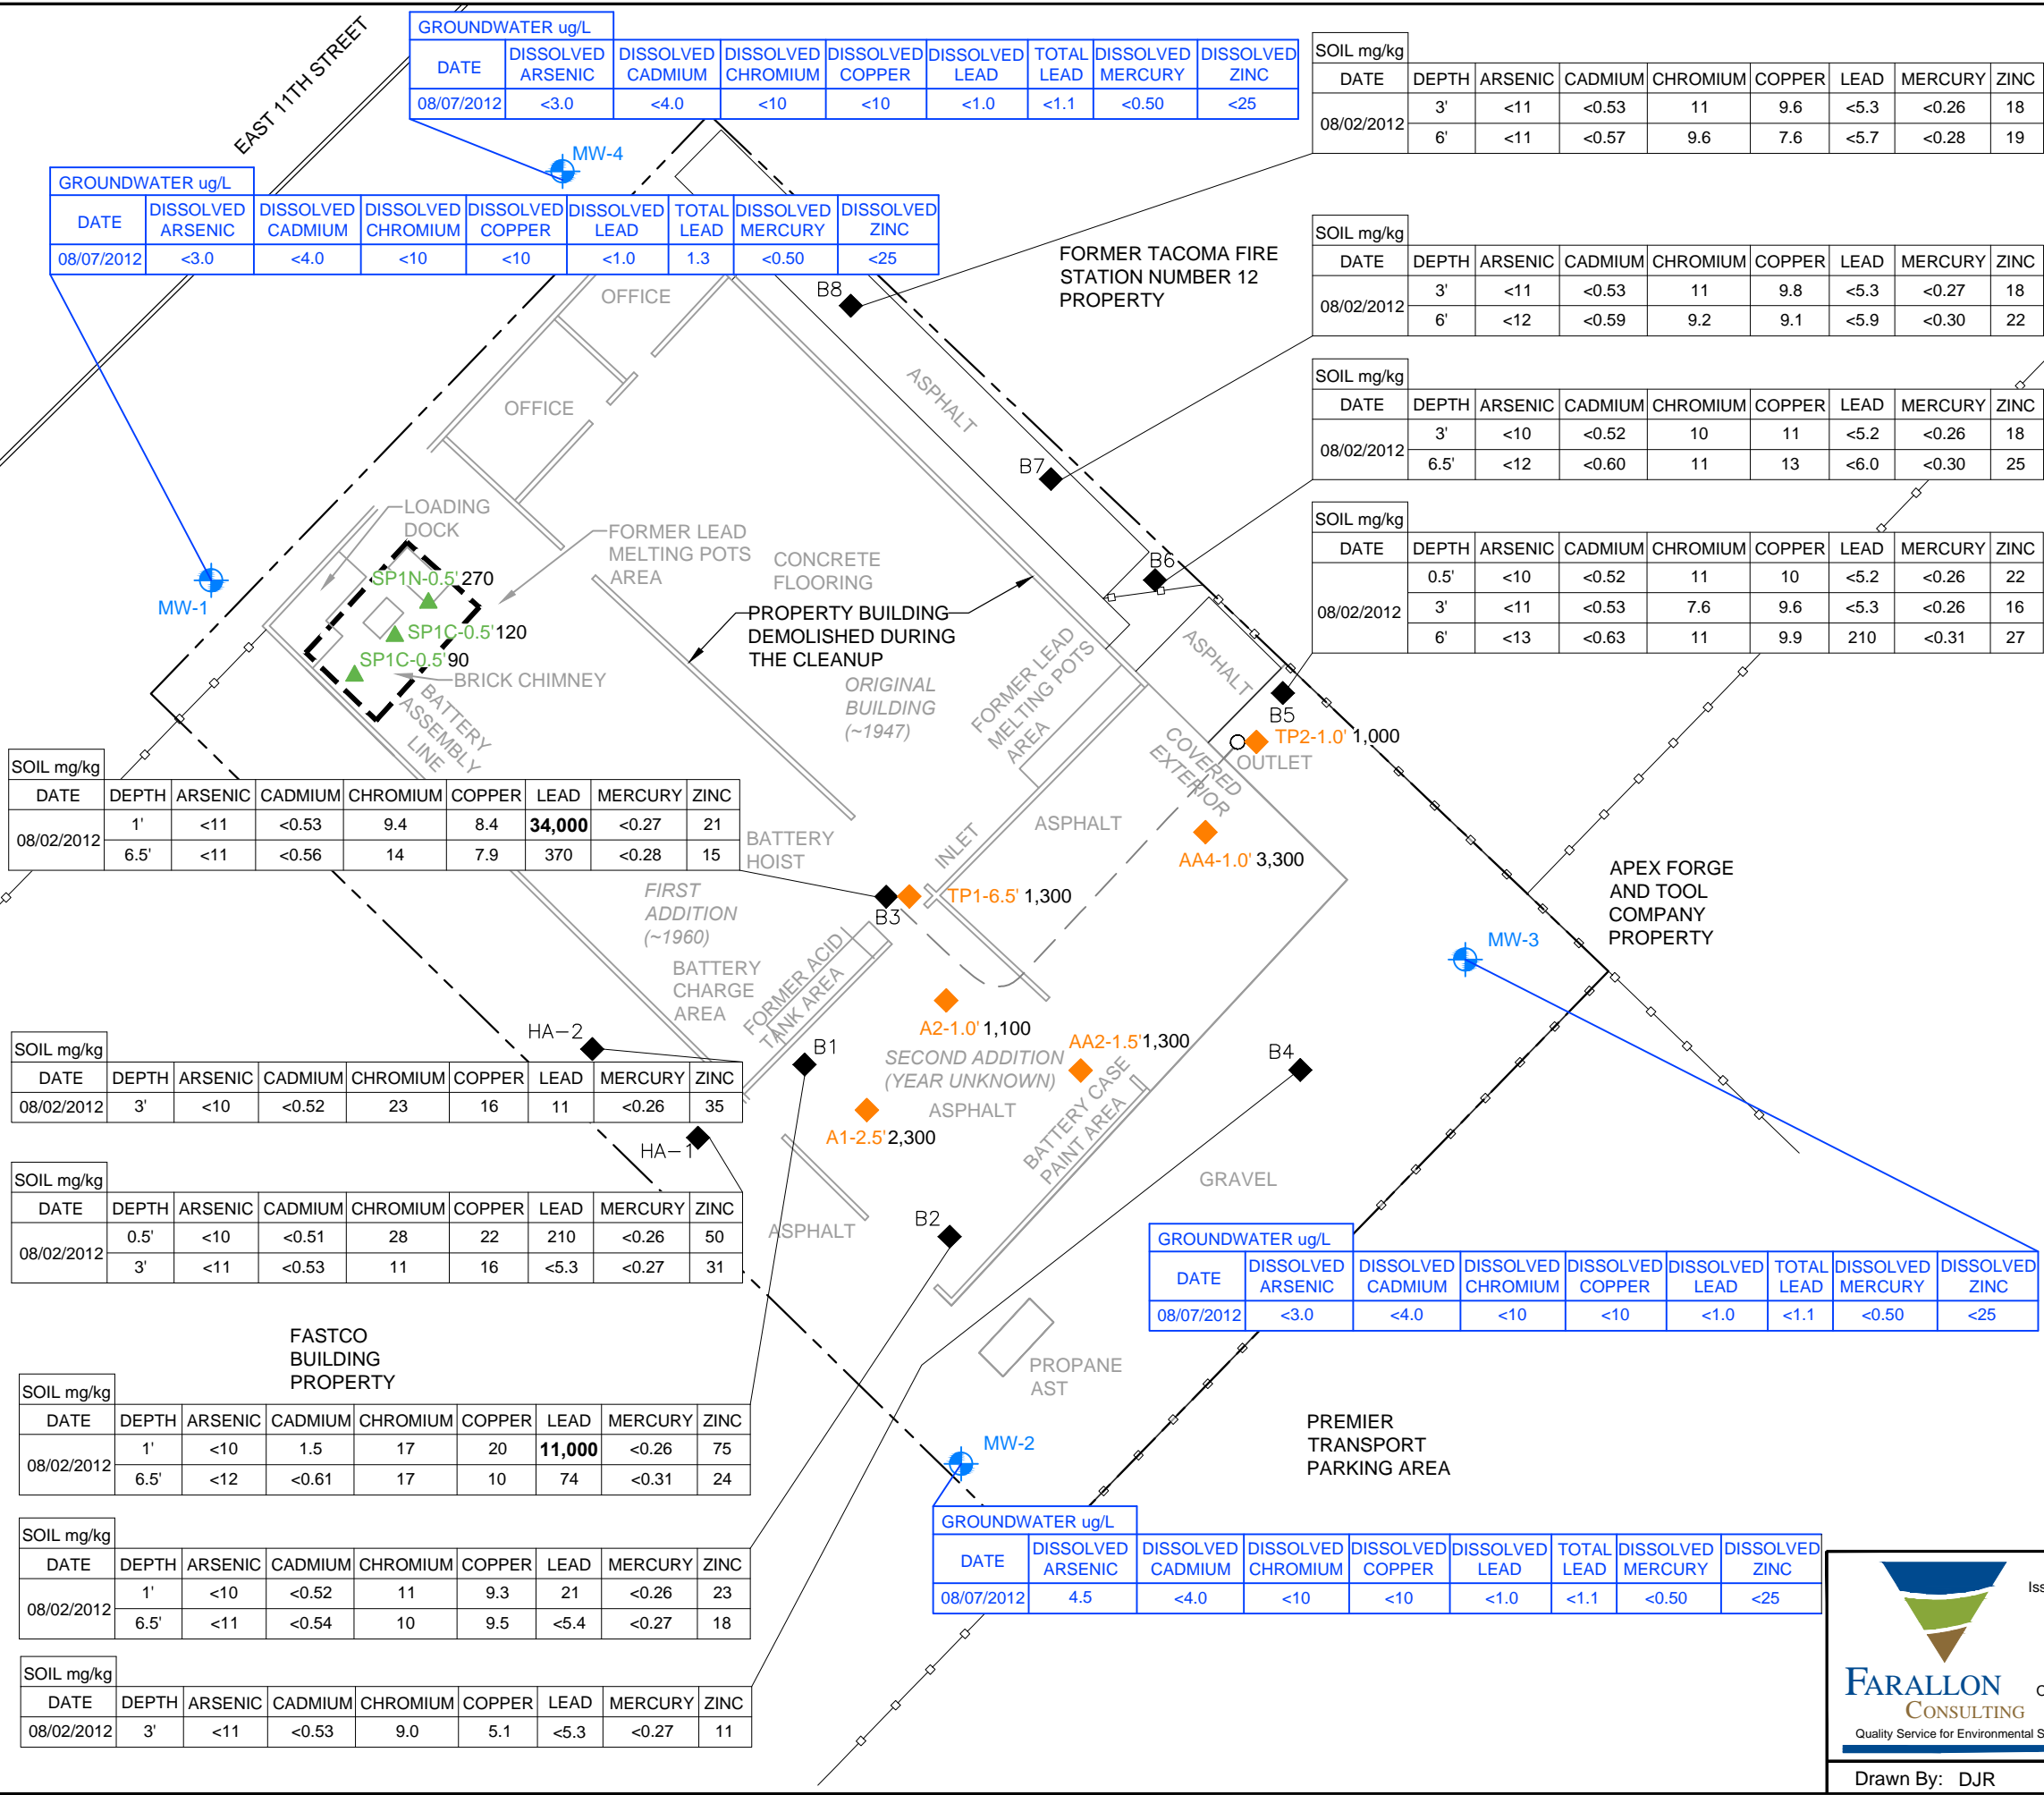 EAST 11TH STREET
GROUNDWATER ug/L
DATE DISSOLVED ARSENIC DISSOLVED CADMIUM DISSOLVED CHROMIUM DISSOLVED COPPER DISSOLVED LEAD TOTAL LEAD DISSOLVED MERCURY DISSOLVED ZINC
08/07/2012 <3.0 <4.0 <10 <10 <1.0 <1.1 <0.50 <25
MW-4
GROUNDWATER ug/L
DATE DISSOLVED ARSENIC DISSOLVED CADMIUM DISSOLVED CHROMIUM DISSOLVED COPPER DISSOLVED LEAD TOTAL LEAD DISSOLVED MERCURY DISSOLVED ZINC
08/07/2012 <3.0 <4.0 <10 <10 <1.0 1.3 <0.50 <25
MW-1
SOIL mg/kg
DATE DEPTH ARSENIC CADMIUM CHROMIUM COPPER LEAD MERCURY ZINC
08/02/2012
3' <11 <0.53 11 9.6 <5.3 <0.26 18
6' <11 <0.57 9.6 7.6 <5.7 <0.28 19
B8
FORMER TACOMA FIRE
STATION NUMBER 12
PROPERTY
SOIL mg/kg
DATE DEPTH ARSENIC CADMIUM CHROMIUM COPPER LEAD MERCURY ZINC
08/02/2012
3' <11 <0.53 11 9.8 <5.3 <0.27 18
6' <12 <0.59 9.2 9.1 <5.9 <0.30 22
B7
SOIL mg/kg
DATE DEPTH ARSENIC CADMIUM CHROMIUM COPPER LEAD MERCURY ZINC
08/02/2012
3' <10 <0.52 10 11 <5.2 <0.26 18
6.5' <12 <0.60 11 13 <6.0 <0.30 25
B6
SOIL mg/kg
DATE DEPTH ARSENIC CADMIUM CHROMIUM COPPER LEAD MERCURY ZINC
08/02/2012
0.5' <10 <0.52 11 10 <5.2 <0.26 22
3' <11 <0.53 7.6 9.6 <5.3 <0.26 16
6' <13 <0.63 11 9.9 210 <0.31 27
B5
OFFICE
OFFICE
ASPHALT
LOADING
DOCK
FORMER LEAD
MELTING POTS
AREA
CONCRETE
FLOORING
SP1N-0.5' 270
SP1C-0.5' 120
SP1C-0.5' 90
BRICK CHIMNEY
BATTERY
ASSEMBLY
LINE
PROPERTY BUILDING
DEMOLISHED DURING
THE CLEANUP
ORIGINAL
BUILDING
(~1947)
FORMER LEAD
MELTING POTS
AREA
ASPHALT
COVERED
EXTERIOR
TP2-1.0' 1,000
OUTLET
AA4-1.0' 3,300
ASPHALT
INLET
BATTERY
HOIST
SOIL mg/kg
DATE DEPTH ARSENIC CADMIUM CHROMIUM COPPER LEAD MERCURY ZINC
08/02/2012
1' <11 <0.53 9.4 8.4 34,000 <0.27 21
6.5' <11 <0.56 14 7.9 370 <0.28 15
B3
TP1-6.5' 1,300
FIRST
ADDITION
(~1960)
BATTERY
CHARGE
AREA
FORMER ACID
TANK AREA
A2-1.0' 1,100
SECOND ADDITION
(YEAR UNKNOWN)
ASPHALT
AA2-1.5' 1,300
A1-2.5' 2,300
BATTERY CASE
PAINT AREA
B1
B4
B2
ASPHALT
GRAVEL
APEX FORGE
AND TOOL
COMPANY
PROPERTY
MW-3
HA-2
SOIL mg/kg
DATE DEPTH ARSENIC CADMIUM CHROMIUM COPPER LEAD MERCURY ZINC
08/02/2012 3' <10 <0.52 23 16 11 <0.26 35
HA-1
SOIL mg/kg
DATE DEPTH ARSENIC CADMIUM CHROMIUM COPPER LEAD MERCURY ZINC
08/02/2012
0.5' <10 <0.51 28 22 210 <0.26 50
3' <11 <0.53 11 16 <5.3 <0.27 31
GROUNDWATER ug/L
DATE DISSOLVED ARSENIC DISSOLVED CADMIUM DISSOLVED CHROMIUM DISSOLVED COPPER DISSOLVED LEAD TOTAL LEAD DISSOLVED MERCURY DISSOLVED ZINC
08/07/2012 <3.0 <4.0 <10 <10 <1.0 <1.1 <0.50 <25
FASTCO
BUILDING
PROPERTY
PROPANE
AST
PREMIER
TRANSPORT
PARKING AREA
SOIL mg/kg
DATE DEPTH ARSENIC CADMIUM CHROMIUM COPPER LEAD MERCURY ZINC
08/02/2012
1' <10 1.5 17 20 11,000 <0.26 75
6.5' <12 <0.61 17 10 74 <0.31 24
MW-2
GROUNDWATER ug/L
DATE DISSOLVED ARSENIC DISSOLVED CADMIUM DISSOLVED CHROMIUM DISSOLVED COPPER DISSOLVED LEAD TOTAL LEAD DISSOLVED MERCURY DISSOLVED ZINC
08/07/2012 4.5 <4.0 <10 <10 <1.0 <1.1 <0.50 <25
SOIL mg/kg
DATE DEPTH ARSENIC CADMIUM CHROMIUM COPPER LEAD MERCURY ZINC
08/02/2012
1' <10 <0.52 11 9.3 21 <0.26 23
6.5' <11 <0.54 10 9.5 <5.4 <0.27 18
SOIL mg/kg
DATE DEPTH ARSENIC CADMIUM CHROMIUM COPPER LEAD MERCURY ZINC
08/02/2012 3' <11 <0.53 9.0 5.1 <5.3 <0.27 11
FARALLON
CONSULTING
Quality Service for Environmental
Drawn By: DJR